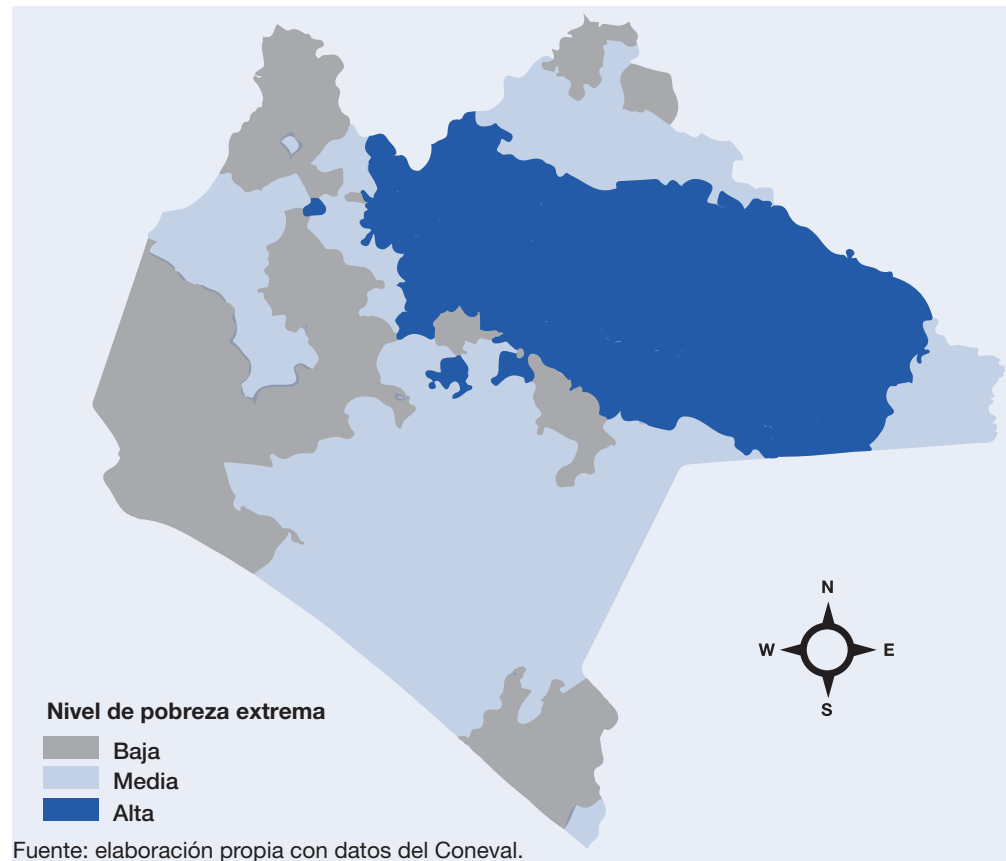 N
W E
S
Nivel de pobreza extrema
Baja
Media
Alta
Fuente: elaboración propia con datos del Coneval.